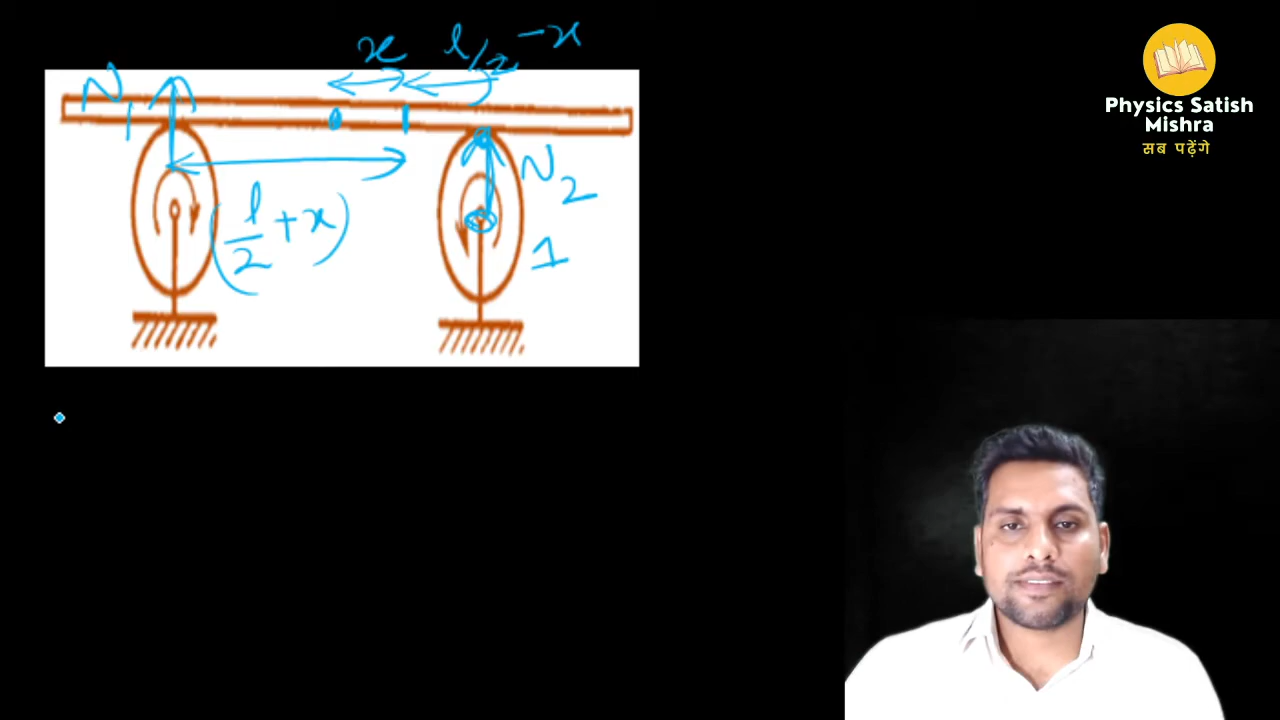 x l/2 - x
N1
N2
(l/2 + x)
1
Physics Satish
Mishra
सब पढ़ेंगे